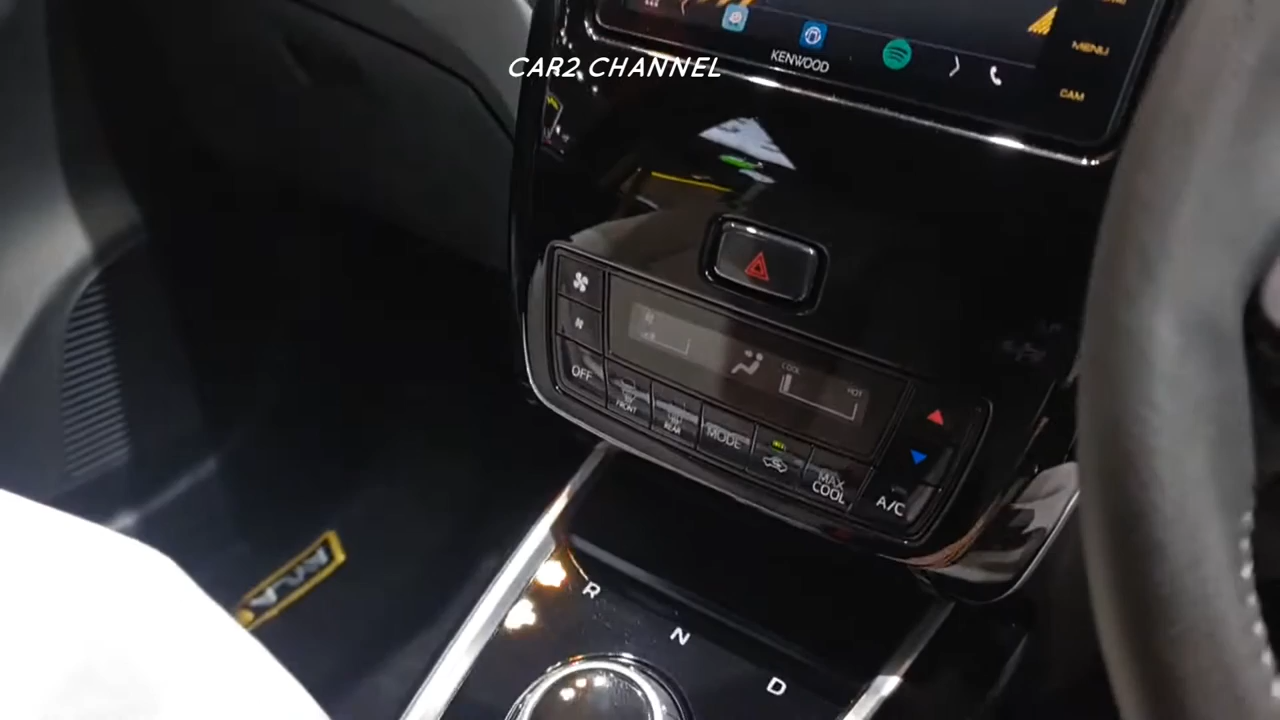 CAR2 CHANNEL
KENWOOD
MENU
CAM
OFF
FRONT
REAR
MODE
MAX
COOL
A/C
COOL
HOT
R
N
D